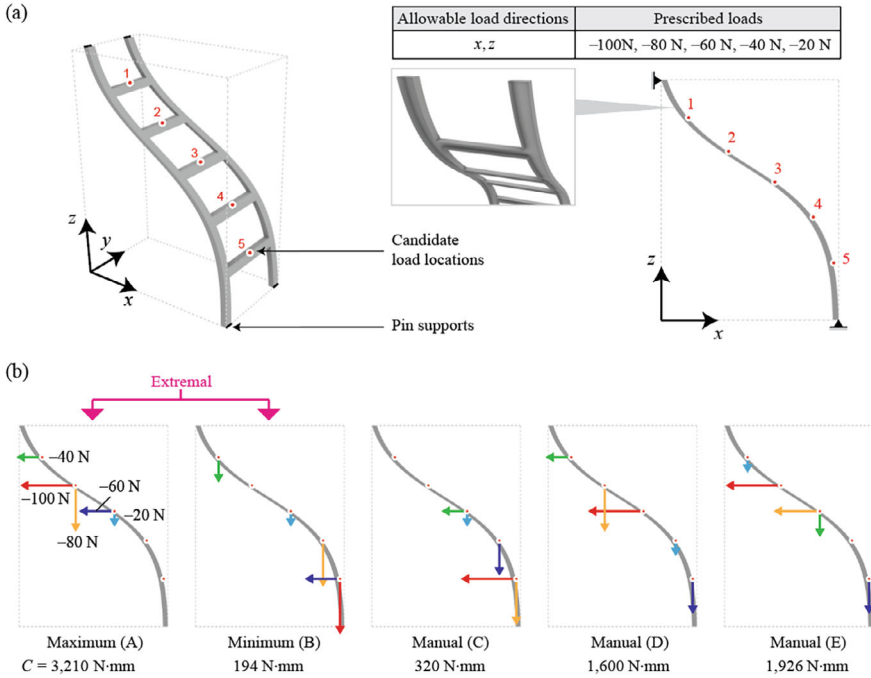 (a)
Allowable load directions Prescribed loads
x, z −100N, −80 N, −60 N, −40 N, −20 N
1
2
3
4
5
z
y
x
Candidate
load locations
Pin supports
1
2
3
4
5
z
x
(b)
Extremal
−40 N
−60 N
−100 N
−20 N
−80 N
Maximum (A) Minimum (B) Manual (C) Manual (D) Manual (E)
C = 3,210 N·mm 194 N·mm 320 N·mm 1,600 N·mm 1,926 N·mm